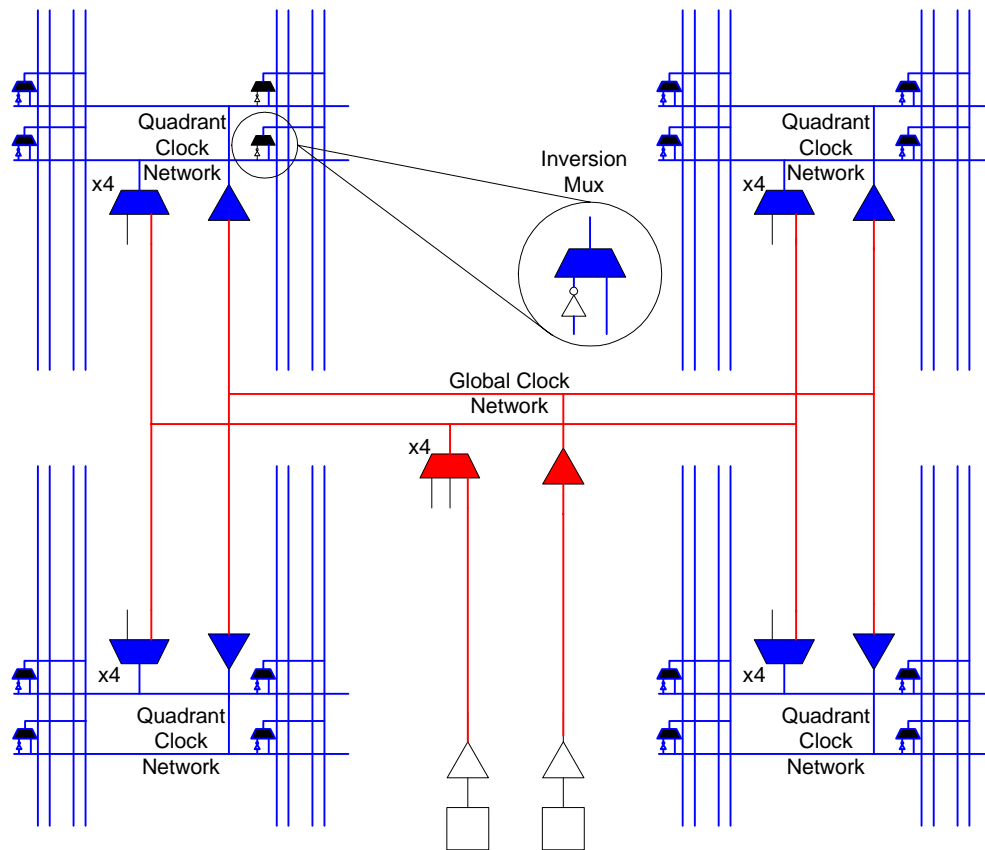 Quadrant
Clock
Network
x4
Inversion
Mux
Quadrant
Clock
Network
x4
Global Clock
Network
x4
x4
Quadrant
Clock
Network
x4
Quadrant
Clock
Network